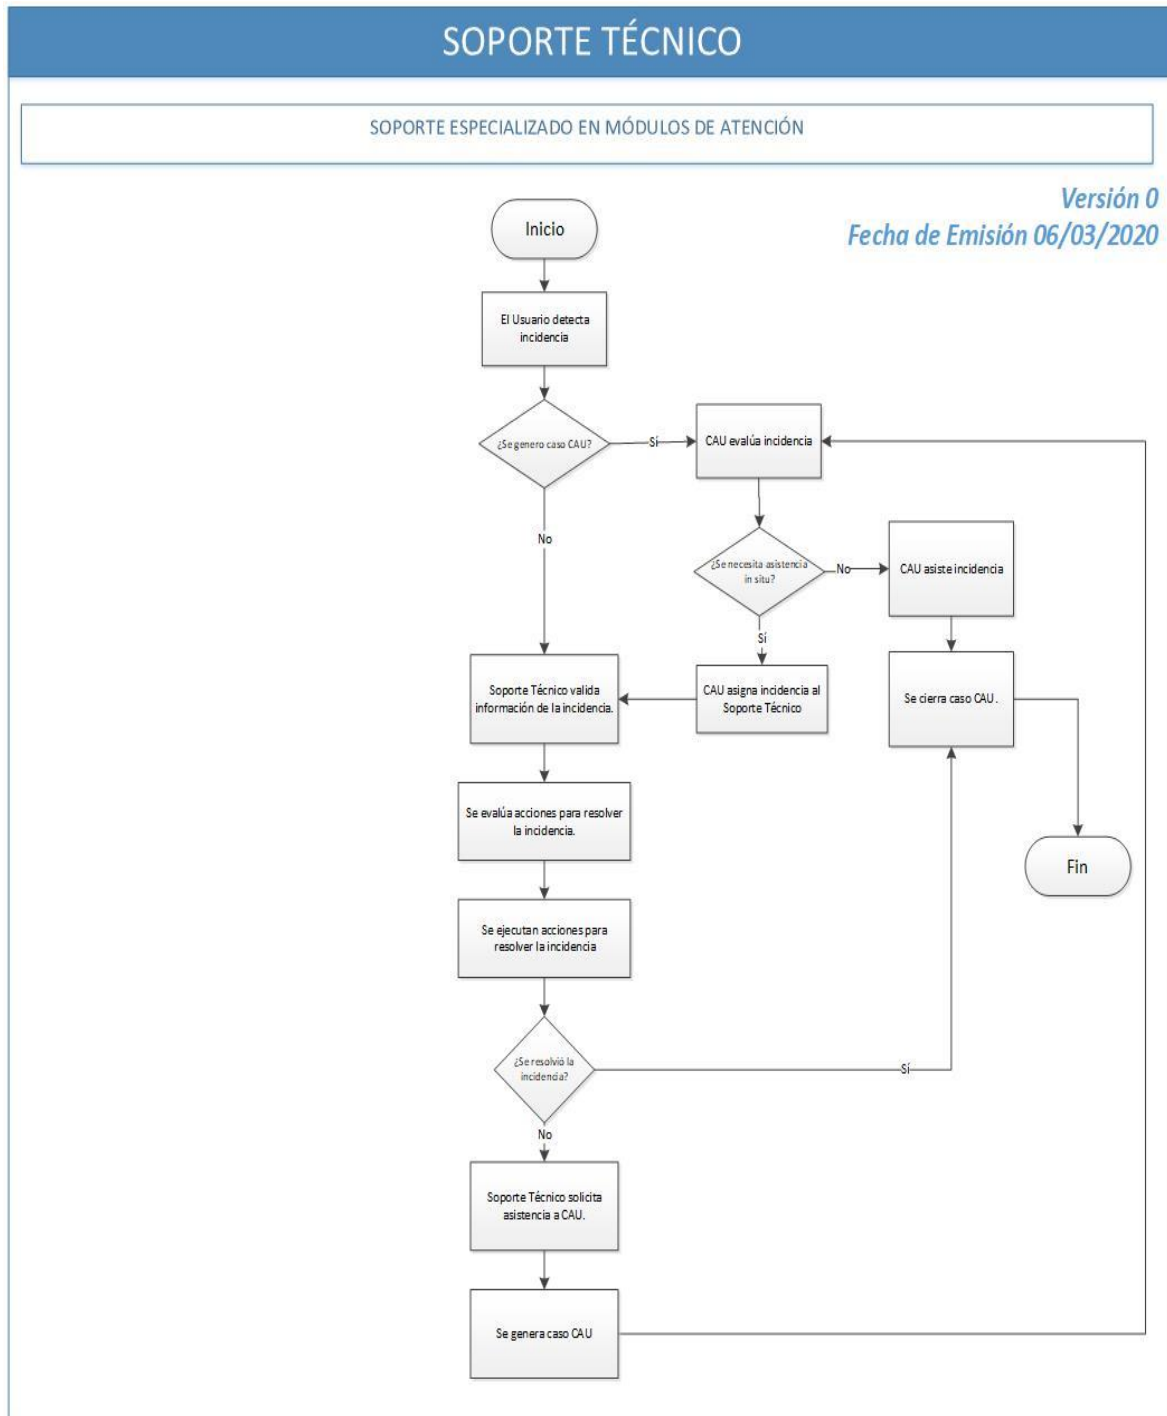 SOPORTE TÉCNICO
SOPORTE ESPECIALIZADO EN MÓDULOS DE ATENCIÓN
Versión 0
Fecha de Emisión 06/03/2020
Inicio
El Usuario detecta
incidencia
¿Se genero caso CAU?
Sí
CAU evalúa incidencia
No
¿Se necesita asistencia
in situ?
No
CAU asiste incidencia
Sí
Soporte Técnico valida
información de la incidencia.
CAU asigna incidencia al
Soporte Técnico
Se cierra caso CAU.
Se evalúa acciones para resolver
la incidencia.
Fin
Se ejecutan acciones para
resolver la incidencia
¿Se resolvió la
incidencia?
Sí
No
Soporte Técnico solicita
asistencia a CAU.
Se genera caso CAU